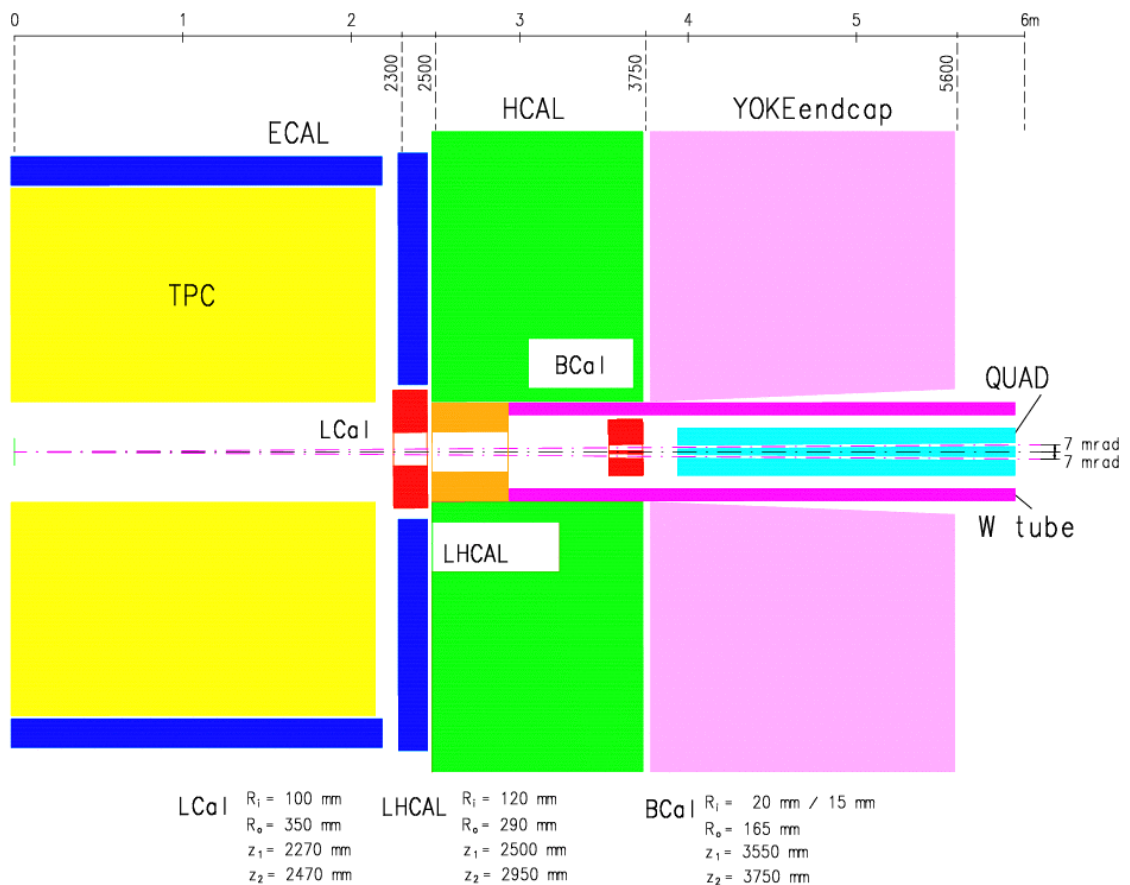 0 1 2 3 4 5 6m
2300
2500
3750
5600
HCAL
YOKEendcap
ECAL
TPC
BCal
QUAD
LCal
7 mrad
7 mrad
W tube
LHCAL
LCal
Rᵢ = 100 mm
Rₒ = 350 mm
z₁ = 2270 mm
z₂ = 2470 mm
LHCAL
Rᵢ = 120 mm
Rₒ = 290 mm
z₁ = 2500 mm
z₂ = 2950 mm
BCal
Rᵢ = 20 mm / 15 mm
Rₒ = 165 mm
z₁ = 3550 mm
z₂ = 3750 mm